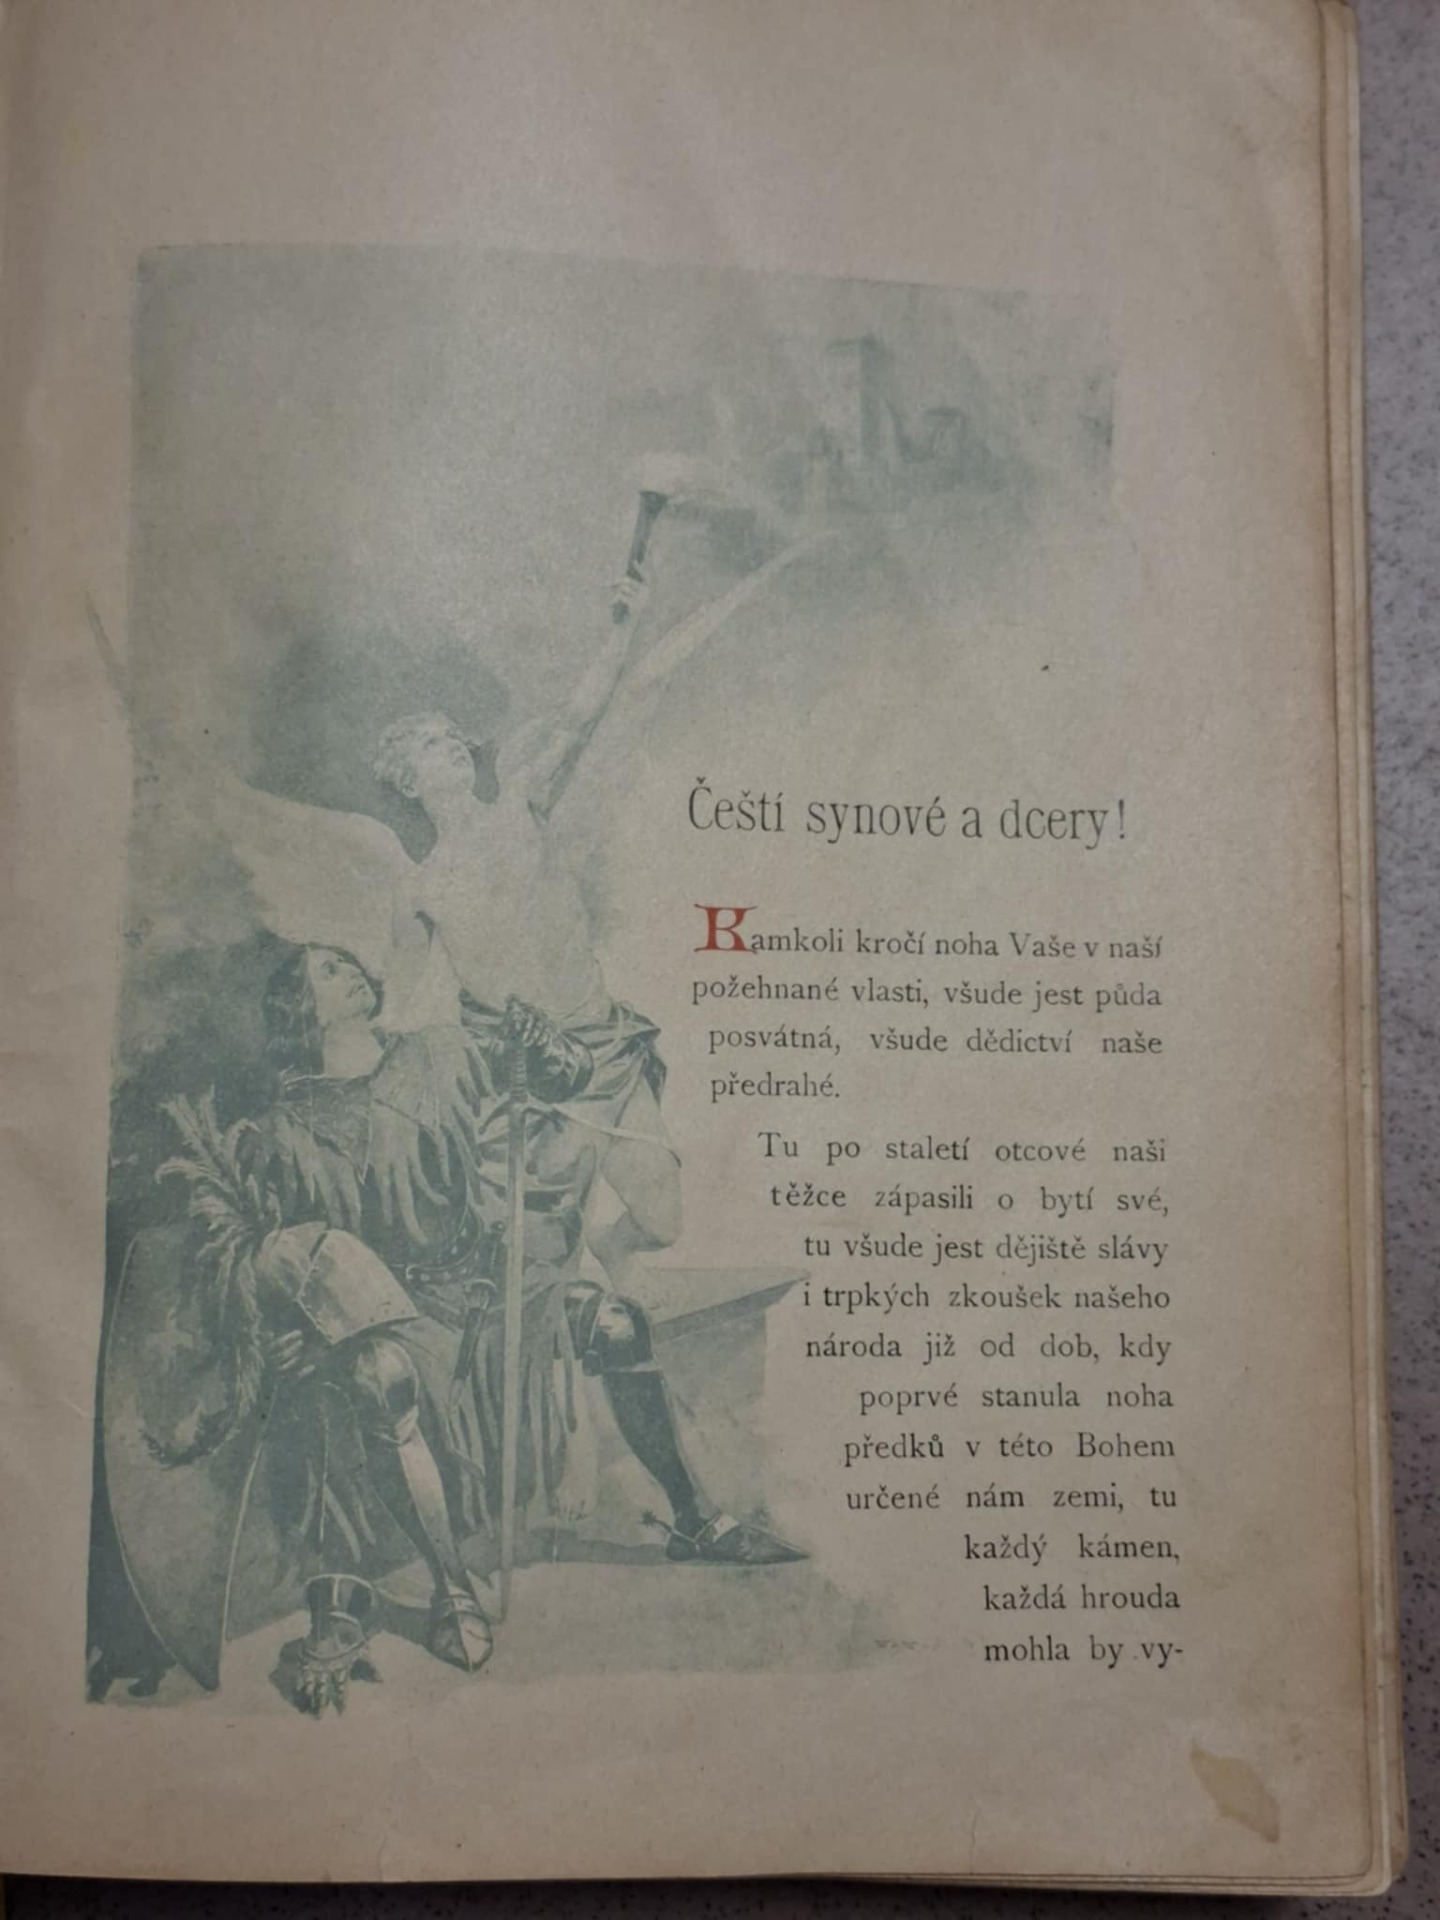 Čeští synové a dcery!
Kamkoli kročí noha Vaše v naší
požehnané vlasti, všude jest půda
posvátná, všude dědictví naše
předrahé.
Tu po staletí otcové naši
těžce zápasili o bytí své,
tu všude jest dějiště slávy
i trpkých zkoušek našeho
národa již od dob, kdy
poprvé stanula noha
předků v této Bohem
určené nám zemi, tu
každý kámen,
každá hrouda
mohla by vy-